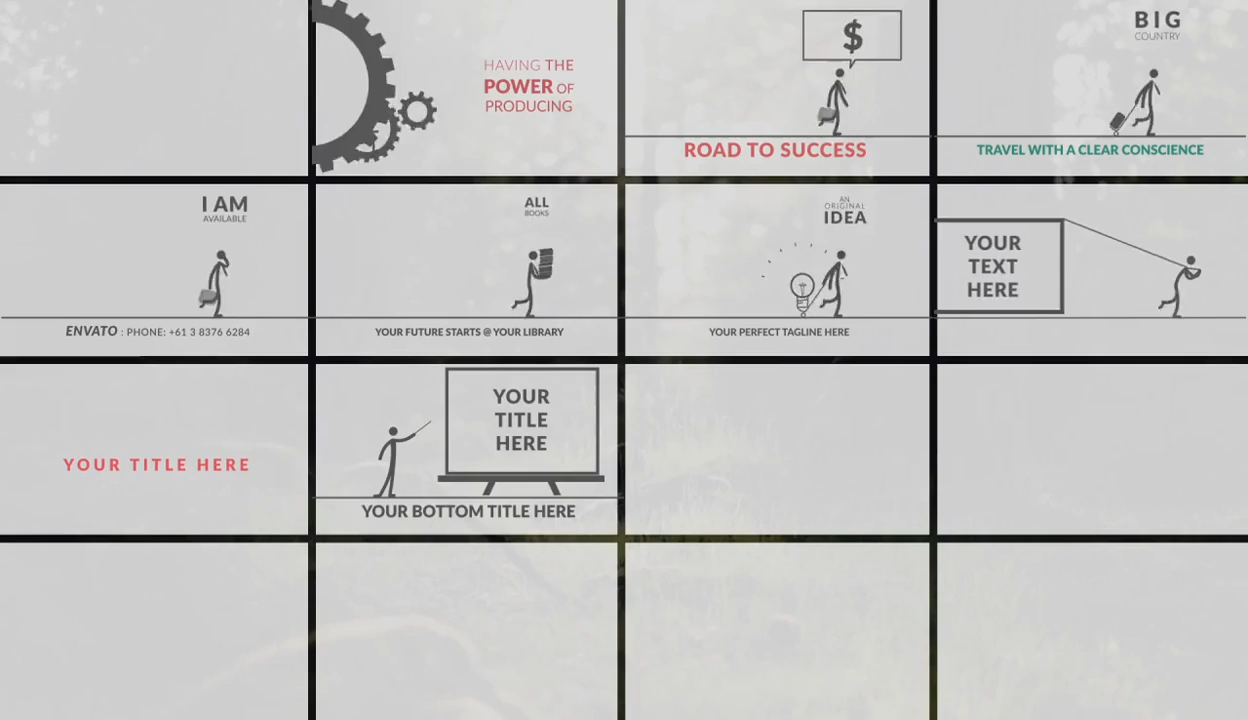 HAVING THE
POWER OF
PRODUCING
$
ROAD TO SUCCESS
BIG
COUNTRY
TRAVEL WITH A CLEAR CONSCIENCE
I AM
AVAILABLE
ENVATO : PHONE: +61 3 8376 6284
ALL
BOOKS
YOUR FUTURE STARTS @ YOUR LIBRARY
AN
ORIGINAL
IDEA
YOUR PERFECT TAGLINE HERE
YOUR
TEXT
HERE
YOUR TITLE HERE
YOUR
TITLE
HERE
YOUR BOTTOM TITLE HERE